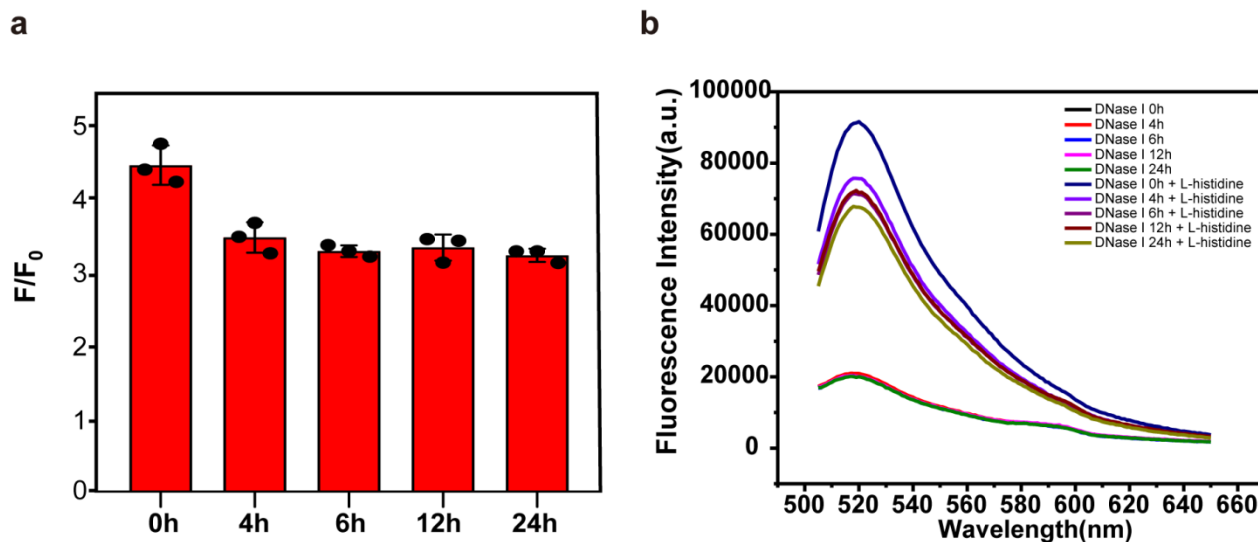 a
F/F0
5
4
3
2
1
0
0h 4h 6h 12h 24h
b
Fluorescence Intensity(a.u.)
100000
80000
60000
40000
20000
0
DNase I 0h
DNase I 4h
DNase I 6h
DNase I 12h
DNase I 24h
DNase I 0h + L-histidine
DNase I 4h + L-histidine
DNase I 6h + L-histidine
DNase I 12h + L-histidine
DNase I 24h + L-histidine
500 520 540 560 580 600 620 640 660
Wavelength(nm)